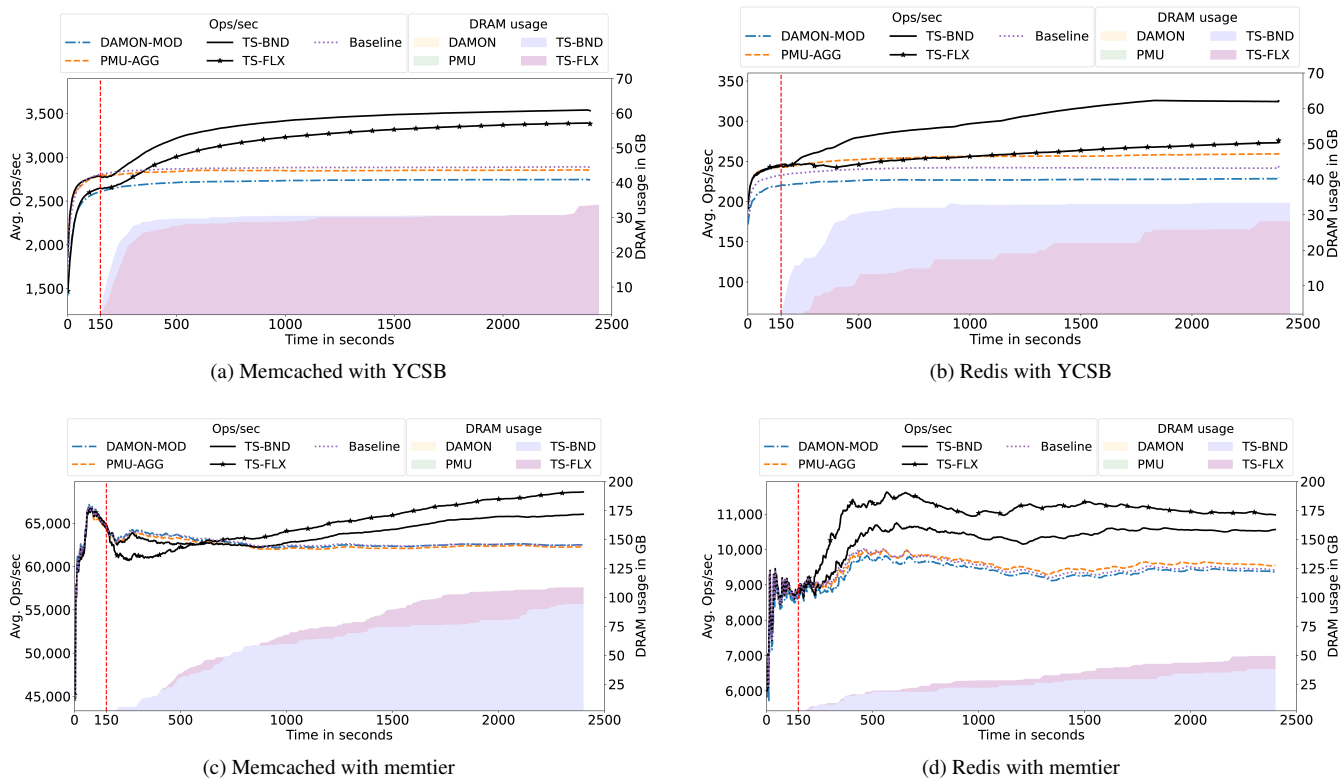 Ops/sec DRAM usage
DAMON-MOD TS-BND Baseline DAMON TS-BND
PMU-AGG TS-FLX PMU TS-FLX
Avg. Ops/sec
3,500
3,000
2,500
2,000
1,500
70
60
50
40
30
20
10
DRAM usage in GB
0 150 500 1000 1500 2000 2500
Time in seconds
(a) Memcached with YCSB
Ops/sec DRAM usage
DAMON-MOD TS-BND Baseline DAMON TS-BND
PMU-AGG TS-FLX PMU TS-FLX
Avg. Ops/sec
350
300
250
200
150
100
70
60
50
40
30
20
10
DRAM usage in GB
0 150 500 1000 1500 2000 2500
Time in seconds
(b) Redis with YCSB
Ops/sec DRAM usage
DAMON-MOD TS-BND Baseline DAMON TS-BND
PMU-AGG TS-FLX PMU TS-FLX
Avg. Ops/sec
65,000
60,000
55,000
50,000
45,000
200
175
150
125
100
75
50
25
DRAM usage in GB
0 150 500 1000 1500 2000 2500
Time in seconds
(c) Memcached with memtier
Ops/sec DRAM usage
DAMON-MOD TS-BND Baseline DAMON TS-BND
PMU-AGG TS-FLX PMU TS-FLX
Avg. Ops/sec
11,000
10,000
9,000
8,000
7,000
6,000
200
175
150
125
100
75
50
25
DRAM usage in GB
0 150 500 1000 1500 2000 2500
Time in seconds
(d) Redis with memtier